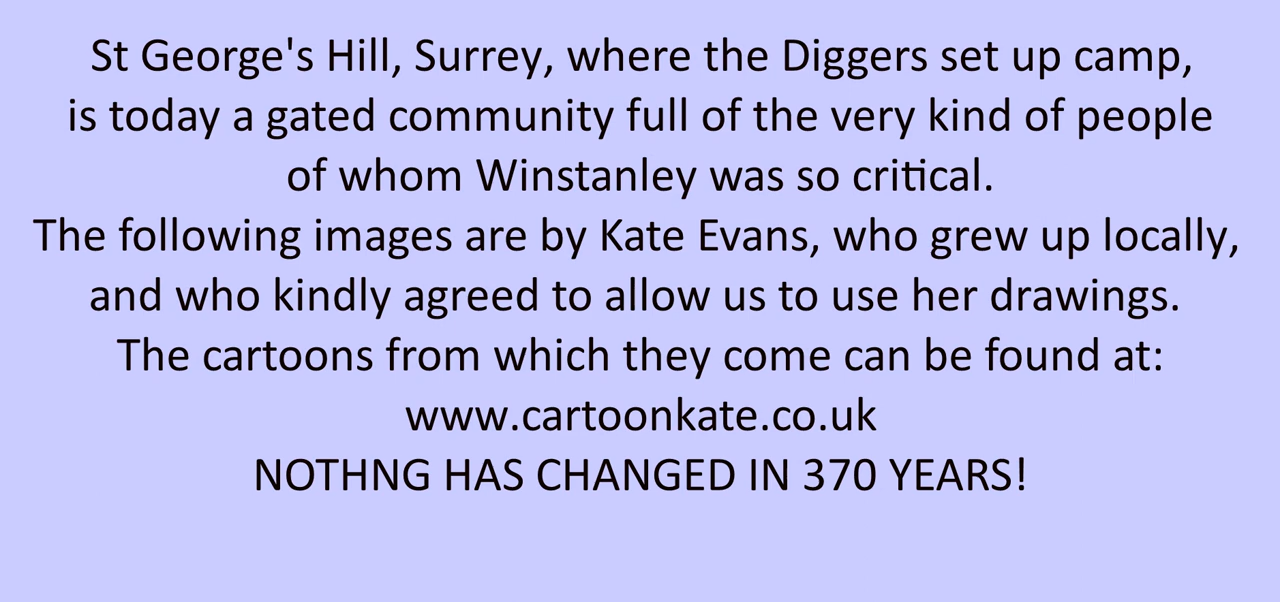 St George's Hill, Surrey, where the Diggers set up camp,
is today a gated community full of the very kind of people
of whom Winstanley was so critical.
The following images are by Kate Evans, who grew up locally,
and who kindly agreed to allow us to use her drawings.
The cartoons from which they come can be found at:
www.cartoonkate.co.uk
NOTHNG HAS CHANGED IN 370 YEARS!